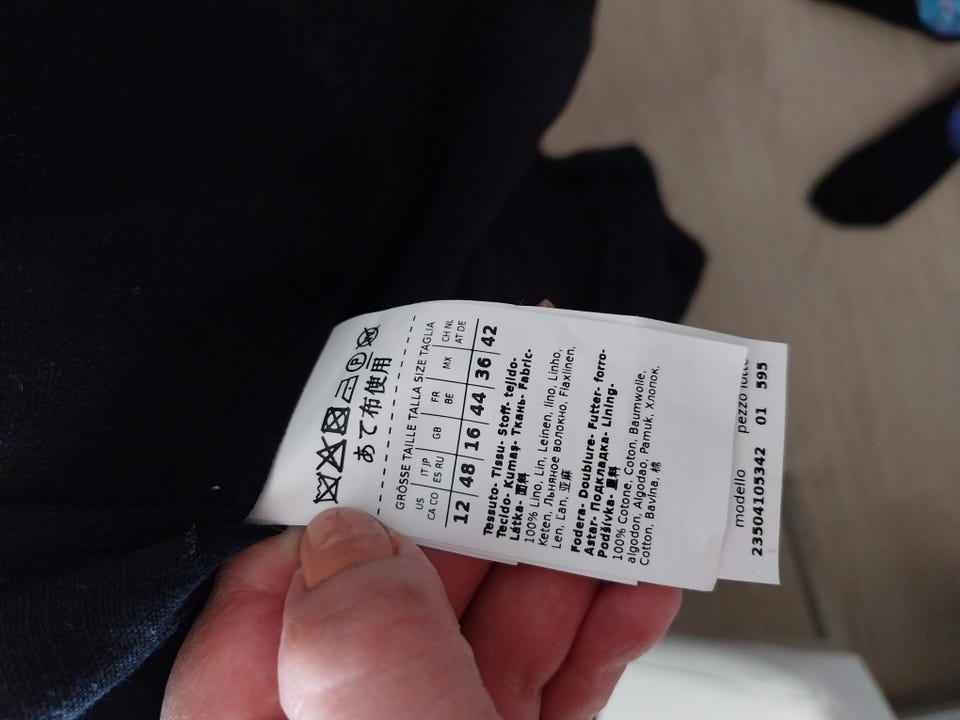 あて布使用
GRÖSSE TAILLE TALLA SIZE TAGLIA
US IT JP GB FR MX CH NL
CA CO ES RU BE AT DE
12 48 16 44 36 42
Tessuto- Tissu- Stoff- tejido-
Tecido- Kumaş- Ткань- Fabric-
Látka- 面料
100% Lino, Lin, Leinen, lino, Linho,
Keten, Льняное волокно, Flaxlinen,
Len, Ľan, 亚麻
Fodera- Doublure- Futter- forro-
Astar- Подкладка- Lining-
Podšívka- 里料
100% Cotone, Coton, Baumwolle,
algodon, Algodao, Pamuk, Хлопок,
Cotton, Bavlna, 棉
modello pezzo
23504105342 01 595